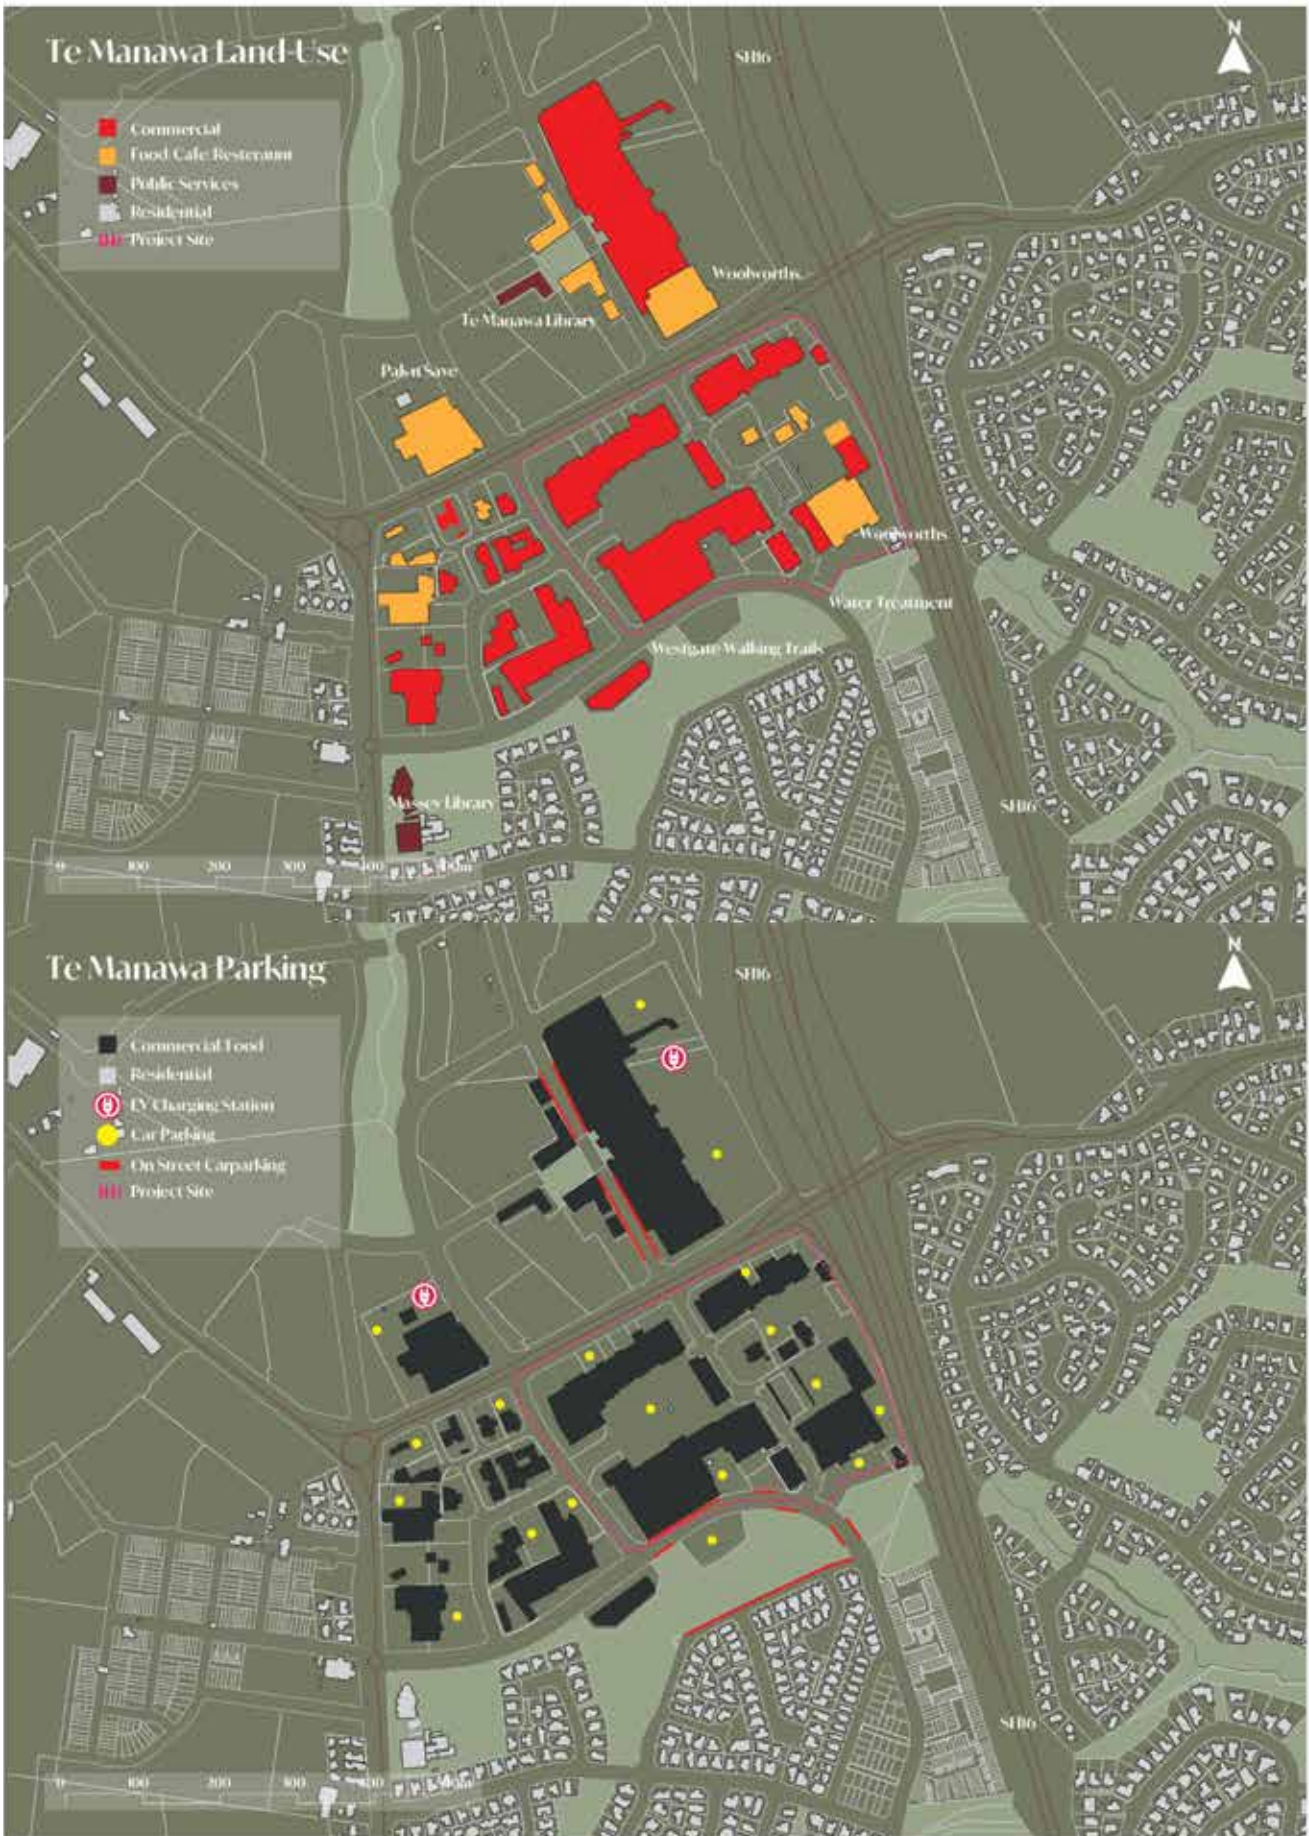 Te Manawa Land-Use
N
SH16
Commercial
Food Cafe Resteraunt
Public Services
Residential
Project Site
Woolworths
Te Manawa Library
Pak n Save
Woolworths
Water Treatment
Westgate Walking Trails
Massey Library
SH16
0 100 200 300 400
Te Manawa Parking
N
SH16
Commercial Food
Residential
EV Charging Station
Car Parking
On Street Carparking
Project Site
SH16
0 100 200 300 400